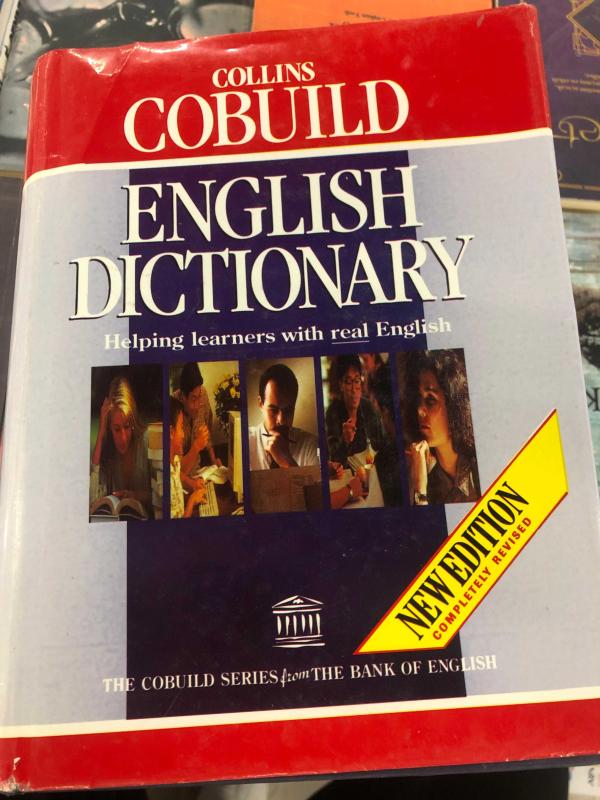 COLLINS
COBUILD
ENGLISH
DICTIONARY
Helping learners with real English
NEW EDITION
COMPLETELY REVISED
THE COBUILD SERIES from THE BANK OF ENGLISH